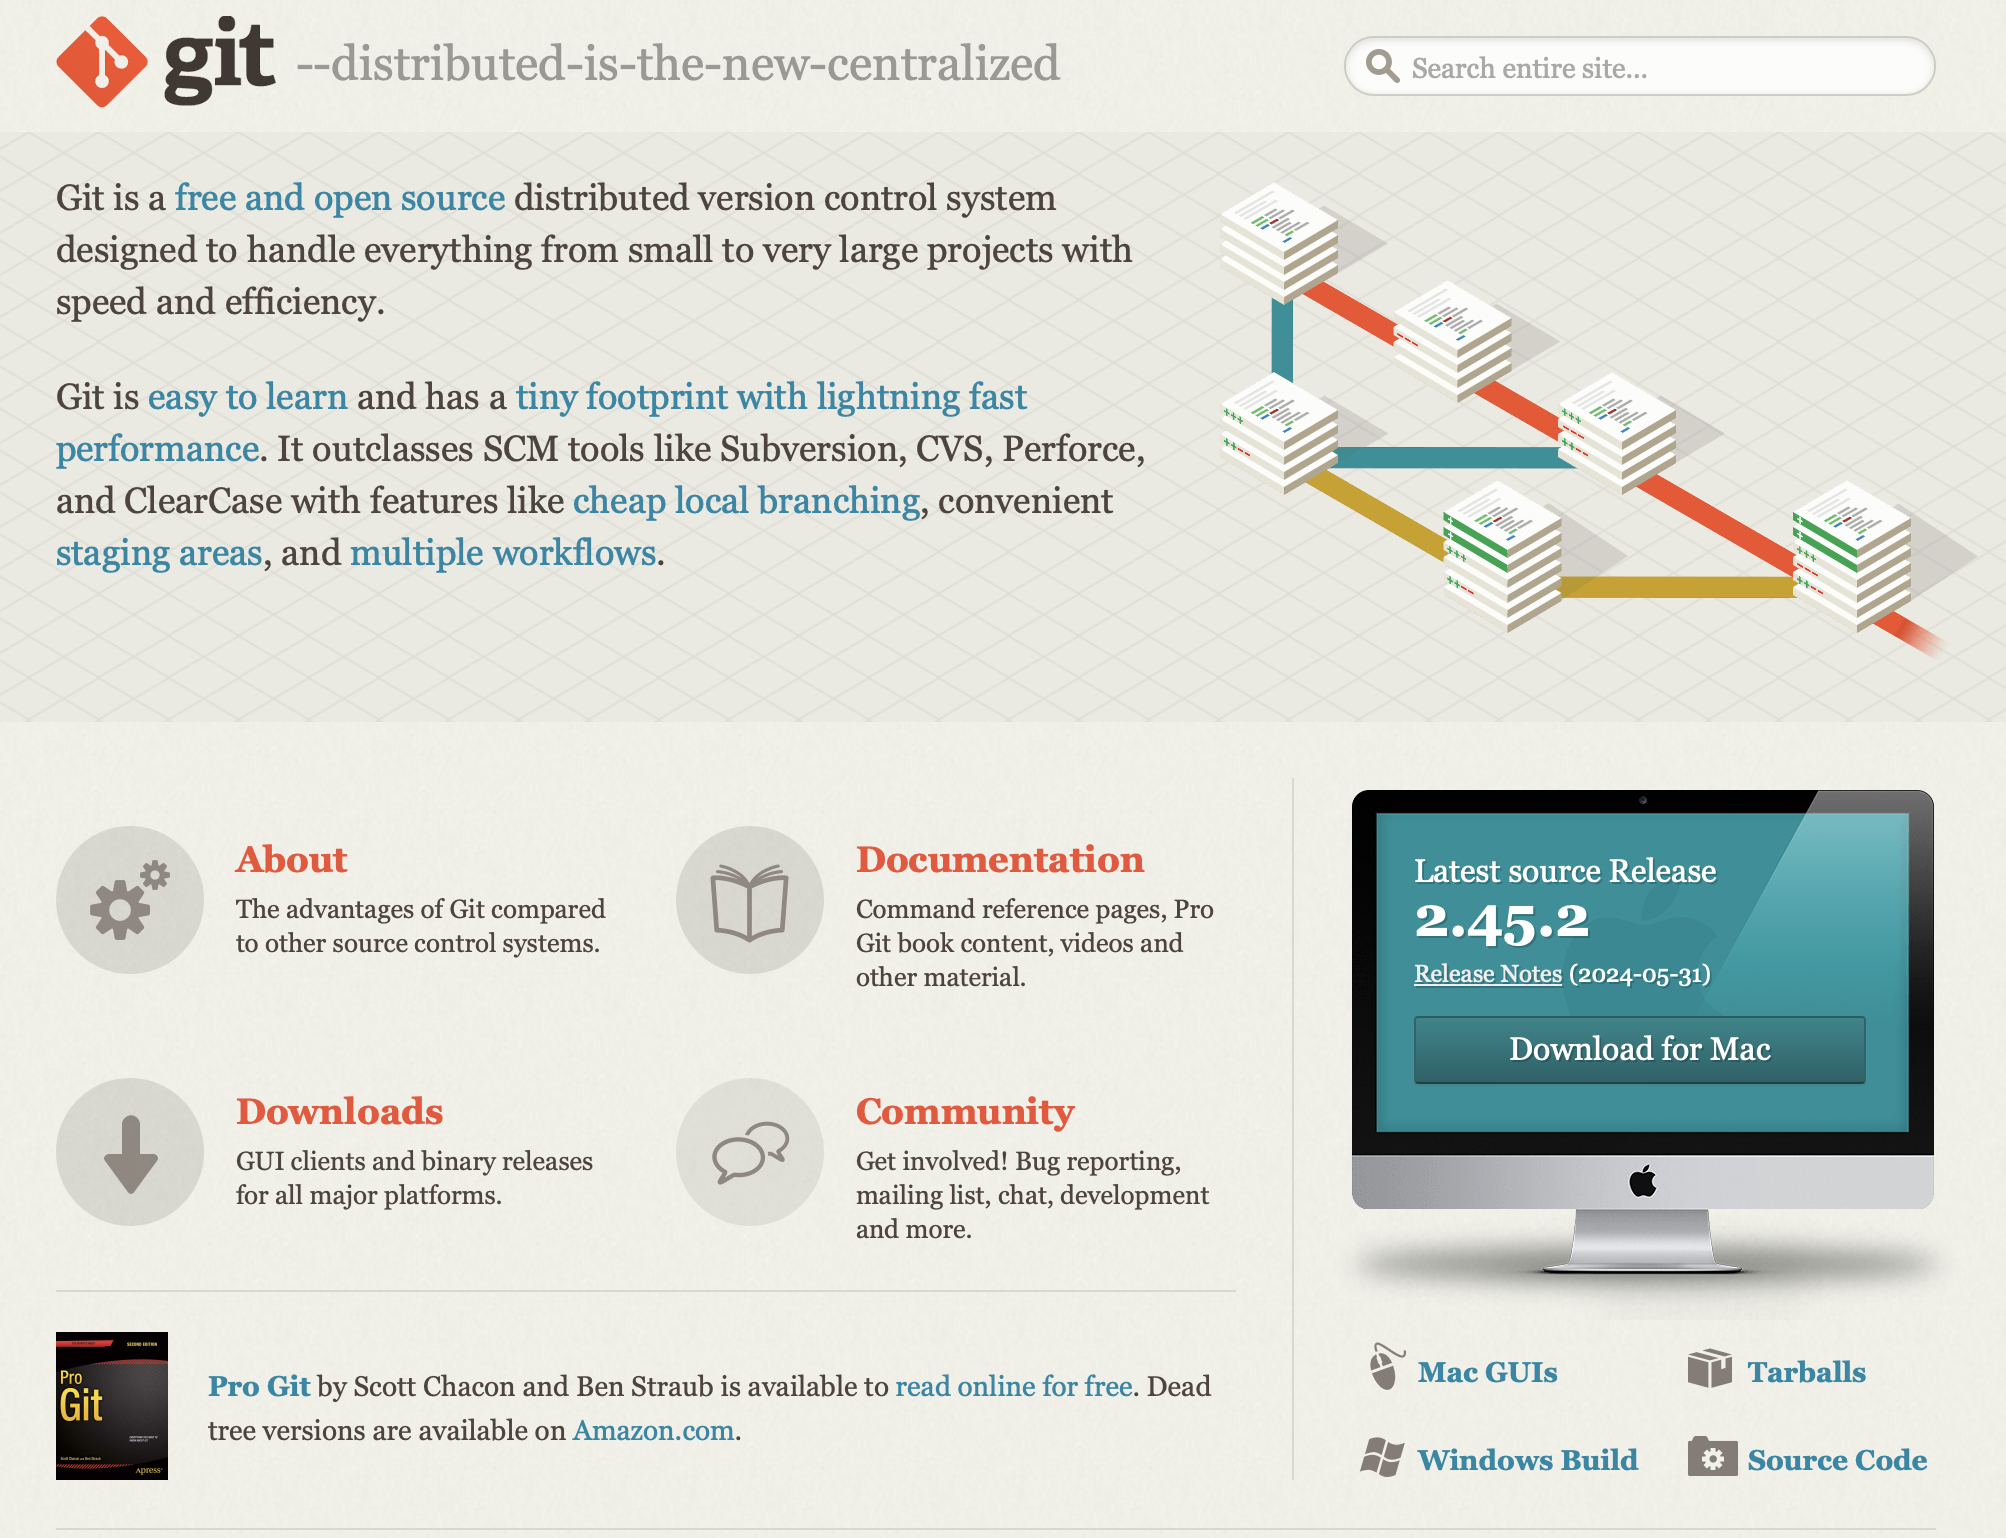 git --distributed-is-the-new-centralized
Search entire site...
Git is a free and open source distributed version control system
designed to handle everything from small to very large projects with
speed and efficiency.
Git is easy to learn and has a tiny footprint with lightning fast
performance. It outclasses SCM tools like Subversion, CVS, Perforce,
and ClearCase with features like cheap local branching, convenient
staging areas, and multiple workflows.
About
The advantages of Git compared
to other source control systems.
Documentation
Command reference pages, Pro
Git book content, videos and
other material.
Downloads
GUI clients and binary releases
for all major platforms.
Community
Get involved! Bug reporting,
mailing list, chat, development
and more.
SECOND EDITION
Pro
Git
Scott Chacon and Ben Straub
Apress
Pro Git by Scott Chacon and Ben Straub is available to read online for free. Dead
tree versions are available on Amazon.com.
Latest source Release
2.45.2
Release Notes (2024-05-31)
Download for Mac
Mac GUIs
Tarballs
Windows Build
Source Code